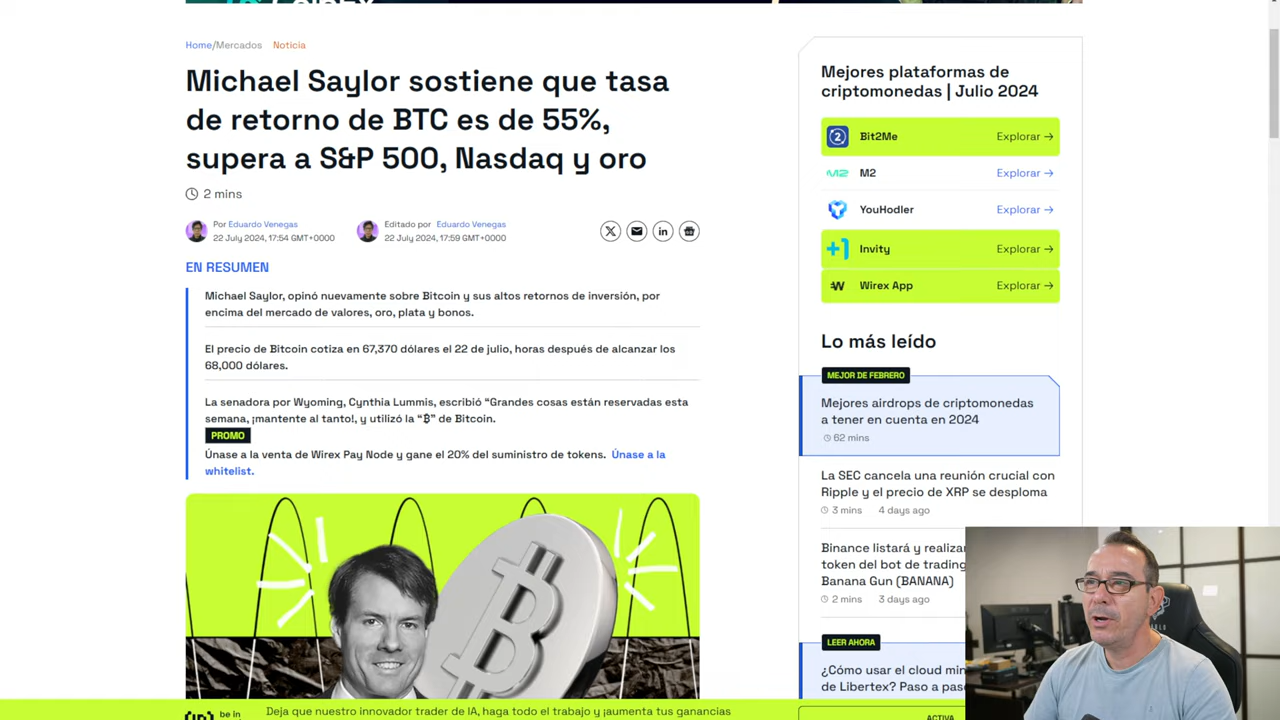 Home/Mercados Noticia
Michael Saylor sostiene que tasa
de retorno de BTC es de 55%,
supera a S&P 500, Nasdaq y oro
2 mins
Por Eduardo Venegas
22 July 2024, 17:54 GMT+0000
Editado por Eduardo Venegas
22 July 2024, 17:59 GMT+0000
EN RESUMEN
Michael Saylor, opinó nuevamente sobre Bitcoin y sus altos retornos de inversión, por
encima del mercado de valores, oro, plata y bonos.
El precio de Bitcoin cotiza en 67,370 dólares el 22 de julio, horas después de alcanzar los
68,000 dólares.
La senadora por Wyoming, Cynthia Lummis, escribió “Grandes cosas están reservadas esta
semana, ¡mantente al tanto!, y utilizó la “₿” de Bitcoin.
PROMO
Únase a la venta de Wirex Pay Node y gane el 20% del suministro de tokens. Únase a la
whitelist.
Mejores plataformas de
criptomonedas | Julio 2024
Bit2Me Explorar →
M2 Explorar →
YouHodler Explorar →
Invity Explorar →
Wirex App Explorar →
Lo más leído
MEJOR DE FEBRERO
Mejores airdrops de criptomonedas
a tener en cuenta en 2024
62 mins
La SEC cancela una reunión crucial con
Ripple y el precio de XRP se desploma
3 mins 4 days ago
Binance listará y realizar
token del bot de trading
Banana Gun (BANANA)
2 mins 3 days ago
LEER AHORA
¿Cómo usar el cloud min
de Libertex? Paso a paso
be in
Deja que nuestro innovador trader de IA, haga todo el trabajo y ¡aumenta tus ganancias
ACTIVA